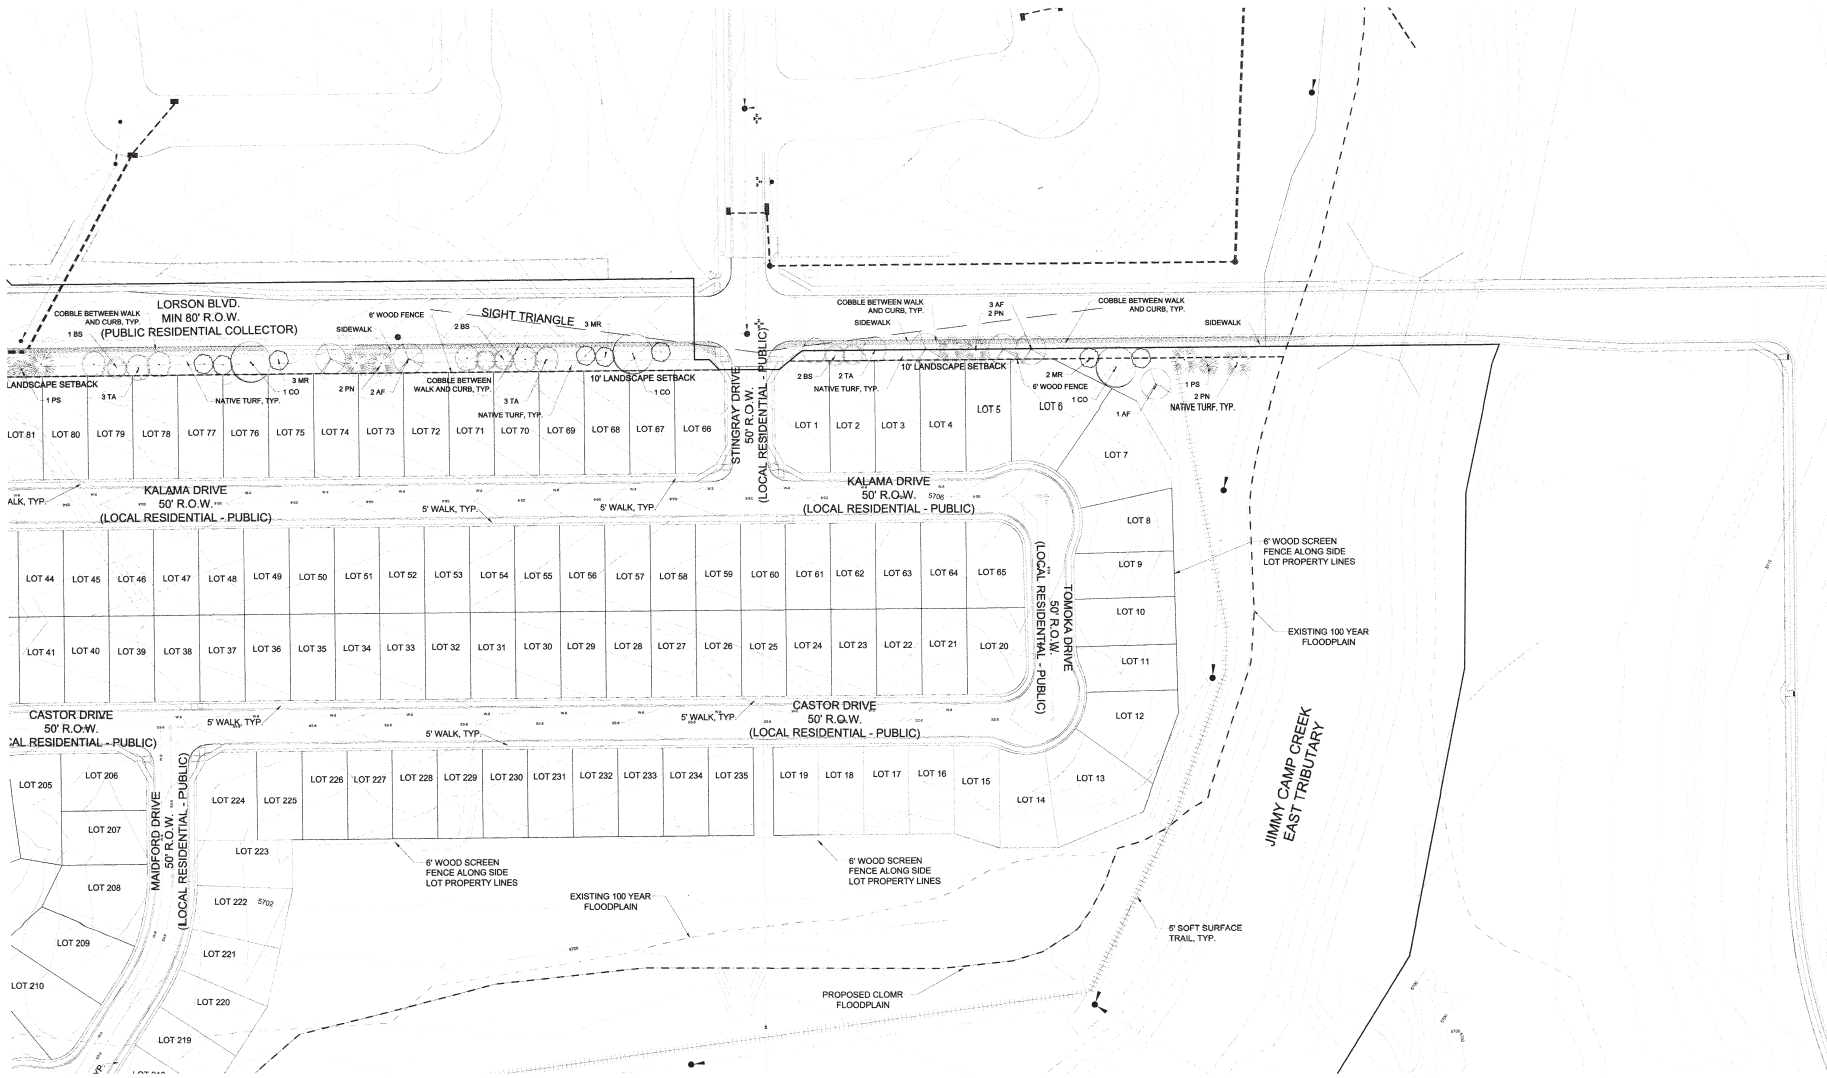 LORSON BLVD.
MIN 80' R.O.W.
(PUBLIC RESIDENTIAL COLLECTOR)
COBBLE BETWEEN WALK
AND CURB, TYP.
1 BS
SIDEWALK
6' WOOD FENCE
2 BS
SIGHT TRIANGLE
3 MR
COBBLE BETWEEN WALK
AND CURB, TYP.
SIDEWALK
3 AF
2 PN
COBBLE BETWEEN WALK
AND CURB, TYP.
SIDEWALK
LANDSCAPE SETBACK
1 PS
3 TA
NATIVE TURF, TYP.
3 MR
1 CO
2 PN
2 AF
COBBLE BETWEEN
WALK AND CURB, TYP.
3 TA
NATIVE TURF, TYP.
10' LANDSCAPE SETBACK
1 CO
STINGRAY DRIVE
50' R.O.W.
(LOCAL RESIDENTIAL - PUBLIC)
2 BS
2 TA
NATIVE TURF, TYP.
10' LANDSCAPE SETBACK
2 MR
6' WOOD FENCE
1 CO
1 AF
1 PS
2 PN
NATIVE TURF, TYP.
LOT 81
LOT 80
LOT 79
LOT 78
LOT 77
LOT 76
LOT 75
LOT 74
LOT 73
LOT 72
LOT 71
LOT 70
LOT 69
LOT 68
LOT 67
LOT 66
LOT 1
LOT 2
LOT 3
LOT 4
LOT 5
LOT 6
LOT 7
ALK, TYP.
KALAMA DRIVE
50' R.O.W.
(LOCAL RESIDENTIAL - PUBLIC)
5' WALK, TYP.
5' WALK, TYP.
KALAMA DRIVE
50' R.O.W.
(LOCAL RESIDENTIAL - PUBLIC)
5706
LOT 8
LOT 9
LOT 10
LOT 11
LOT 12
6' WOOD SCREEN
FENCE ALONG SIDE
LOT PROPERTY LINES
EXISTING 100 YEAR
FLOODPLAIN
LOT 44
LOT 45
LOT 46
LOT 47
LOT 48
LOT 49
LOT 50
LOT 51
LOT 52
LOT 53
LOT 54
LOT 55
LOT 56
LOT 57
LOT 58
LOT 59
LOT 60
LOT 61
LOT 62
LOT 63
LOT 64
LOT 65
TOMOKA DRIVE
50' R.O.W.
(LOCAL RESIDENTIAL - PUBLIC)
LOT 41
LOT 40
LOT 39
LOT 38
LOT 37
LOT 36
LOT 35
LOT 34
LOT 33
LOT 32
LOT 31
LOT 30
LOT 29
LOT 28
LOT 27
LOT 26
LOT 25
LOT 24
LOT 23
LOT 22
LOT 21
LOT 20
CASTOR DRIVE
50' R.O.W.
CAL RESIDENTIAL - PUBLIC)
5' WALK, TYP.
5' WALK, TYP.
5' WALK, TYP.
CASTOR DRIVE
50' R.O.W.
(LOCAL RESIDENTIAL - PUBLIC)
LOT 205
LOT 206
LOT 207
LOT 208
LOT 209
LOT 210
MAIDFORD DRIVE
50' R.O.W.
(LOCAL RESIDENTIAL - PUBLIC)
LOT 224
LOT 225
LOT 226
LOT 227
LOT 228
LOT 229
LOT 230
LOT 231
LOT 232
LOT 233
LOT 234
LOT 235
LOT 19
LOT 18
LOT 17
LOT 16
LOT 15
LOT 14
LOT 13
LOT 223
LOT 222
5702
LOT 221
LOT 220
LOT 219
6' WOOD SCREEN
FENCE ALONG SIDE
LOT PROPERTY LINES
6' WOOD SCREEN
FENCE ALONG SIDE
LOT PROPERTY LINES
EXISTING 100 YEAR
FLOODPLAIN
PROPOSED CLOMR
FLOODPLAIN
JIMMY CAMP CREEK
EAST TRIBUTARY
5' SOFT SURFACE
TRAIL, TYP.
5700